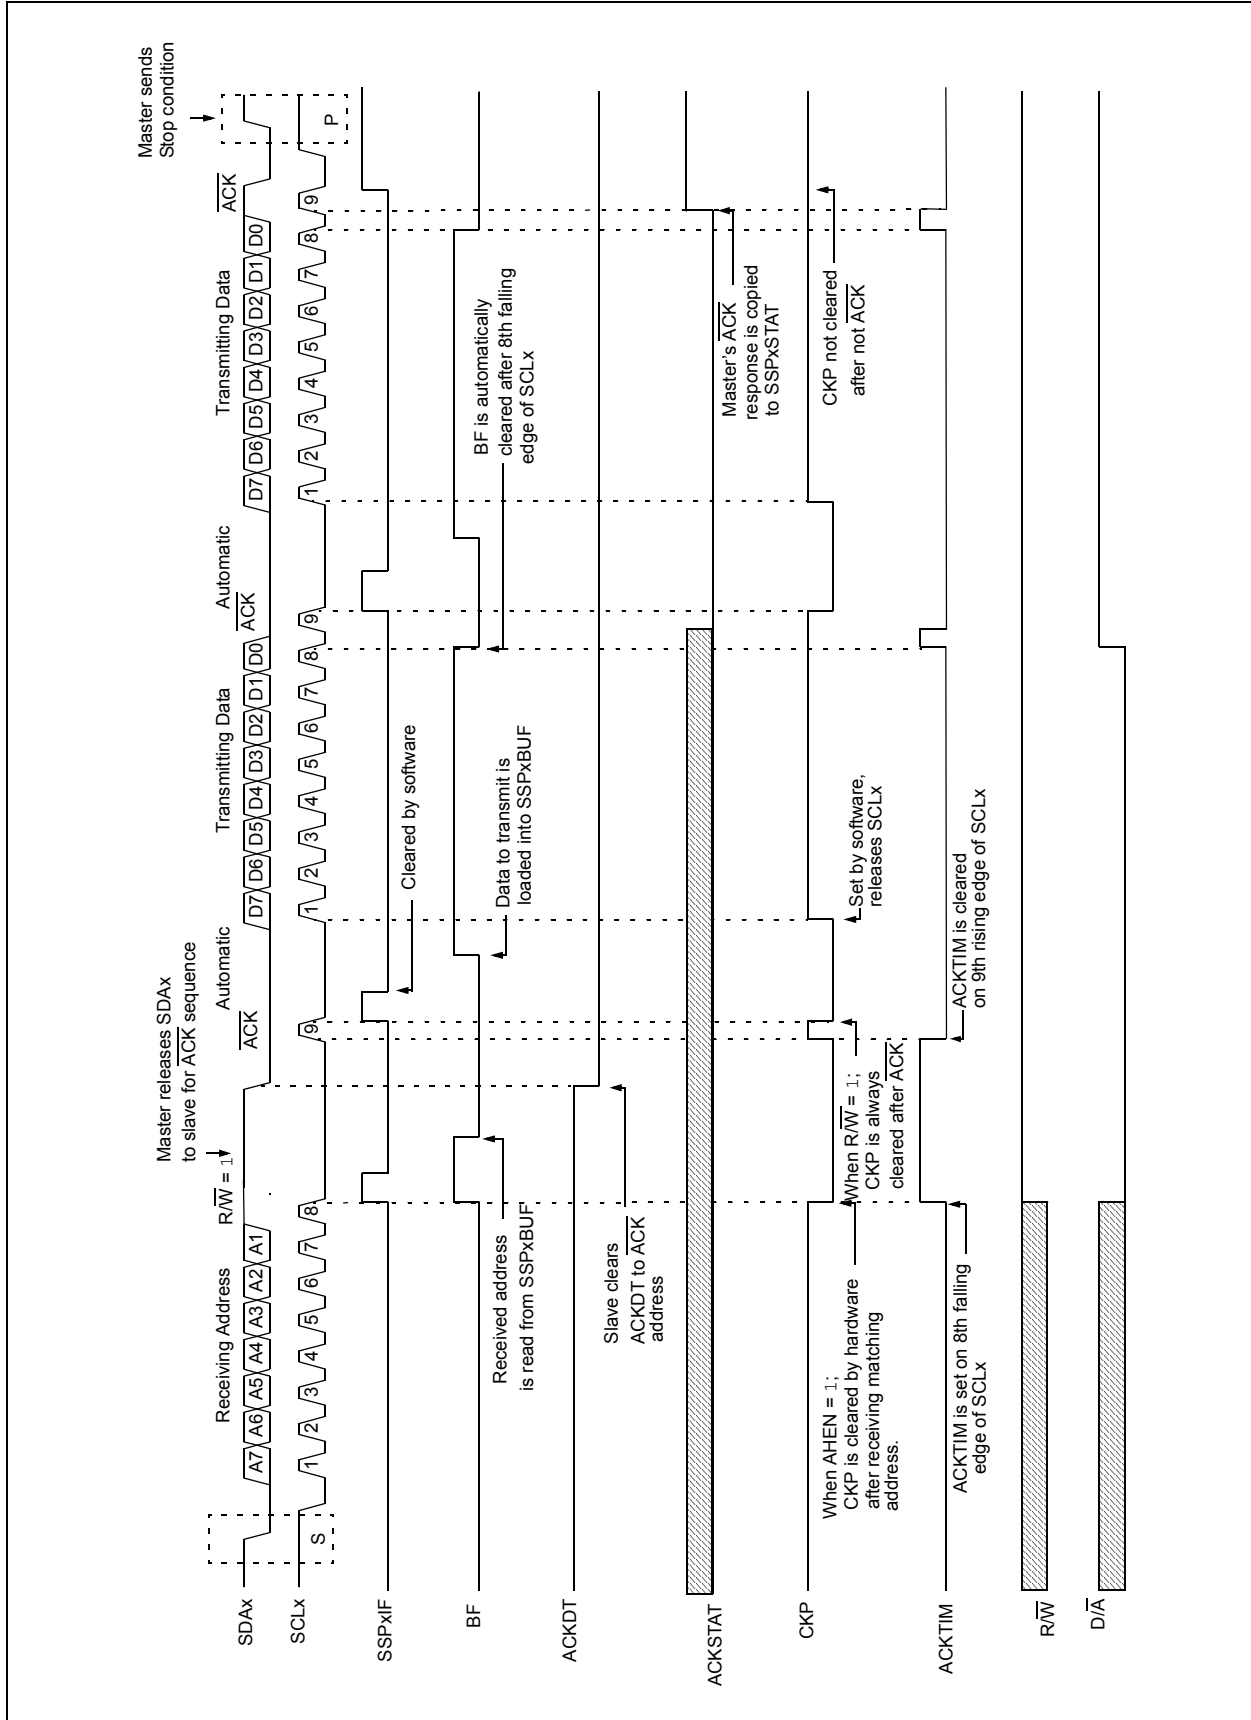 Master sends
Stop condition
Master releases SDAx
to slave for ACK sequence
Receiving Address
R/W = 1
ACK
Automatic
Transmitting Data
ACK
Automatic
Transmitting Data
ACK
SDAx
A7 A6 A5 A4 A3 A2 A1
D7 D6 D5 D4 D3 D2 D1 D0
D7 D6 D5 D4 D3 D2 D1 D0
SCLx
S
1 2 3 4 5 6 7 8
9
1 2 3 4 5 6 7 8
9
1 2 3 4 5 6 7 8
9
P
SSPxIF
Cleared by software
BF
Received address
is read from SSPxBUF
Data to transmit is
loaded into SSPxBUF
BF is automatically
cleared after 8th falling
edge of SCLx
ACKDT
Slave clears
ACKDT to ACK
address
ACKSTAT
Master's ACK
response is copied
to SSPxSTAT
CKP
When AHEN = 1;
CKP is cleared by hardware
after receiving matching
address.
When R/W = 1;
CKP is always
cleared after ACK
Set by software,
releases SCLx
CKP not cleared
after not ACK
ACKTIM
ACKTIM is set on 8th falling
edge of SCLx
ACKTIM is cleared
on 9th rising edge of SCLx
R/W
D/A